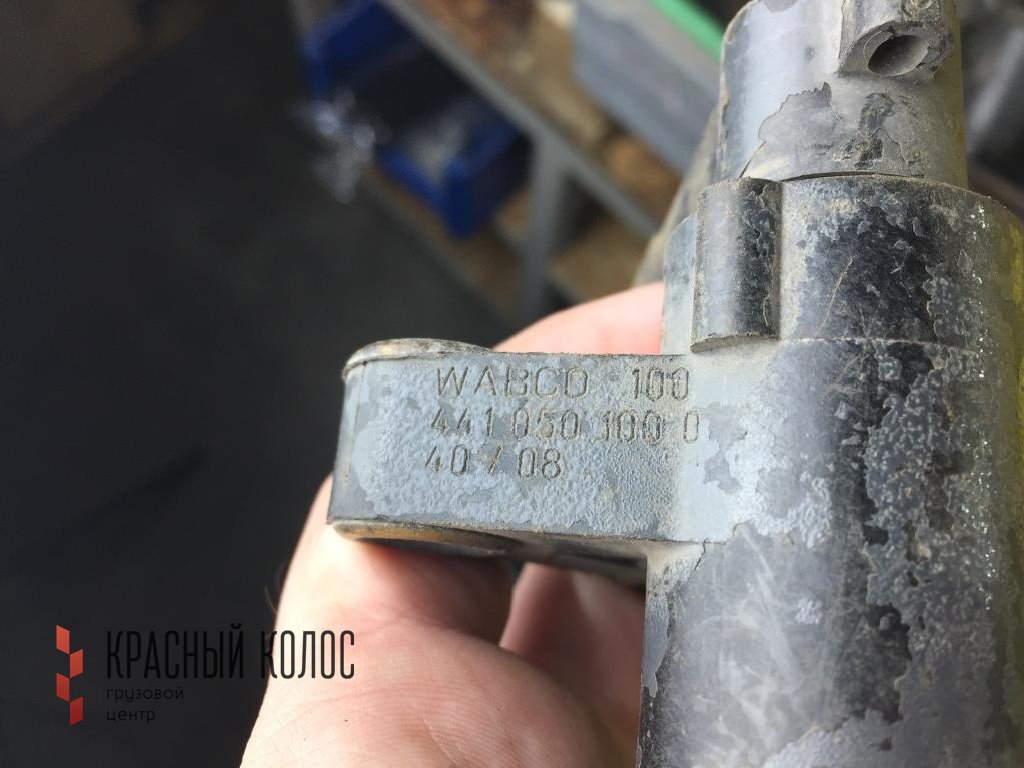 WABCO 100
441 050 100 0
40 / 08
КРАСНЫЙ КОЛОС
грузовой
центр